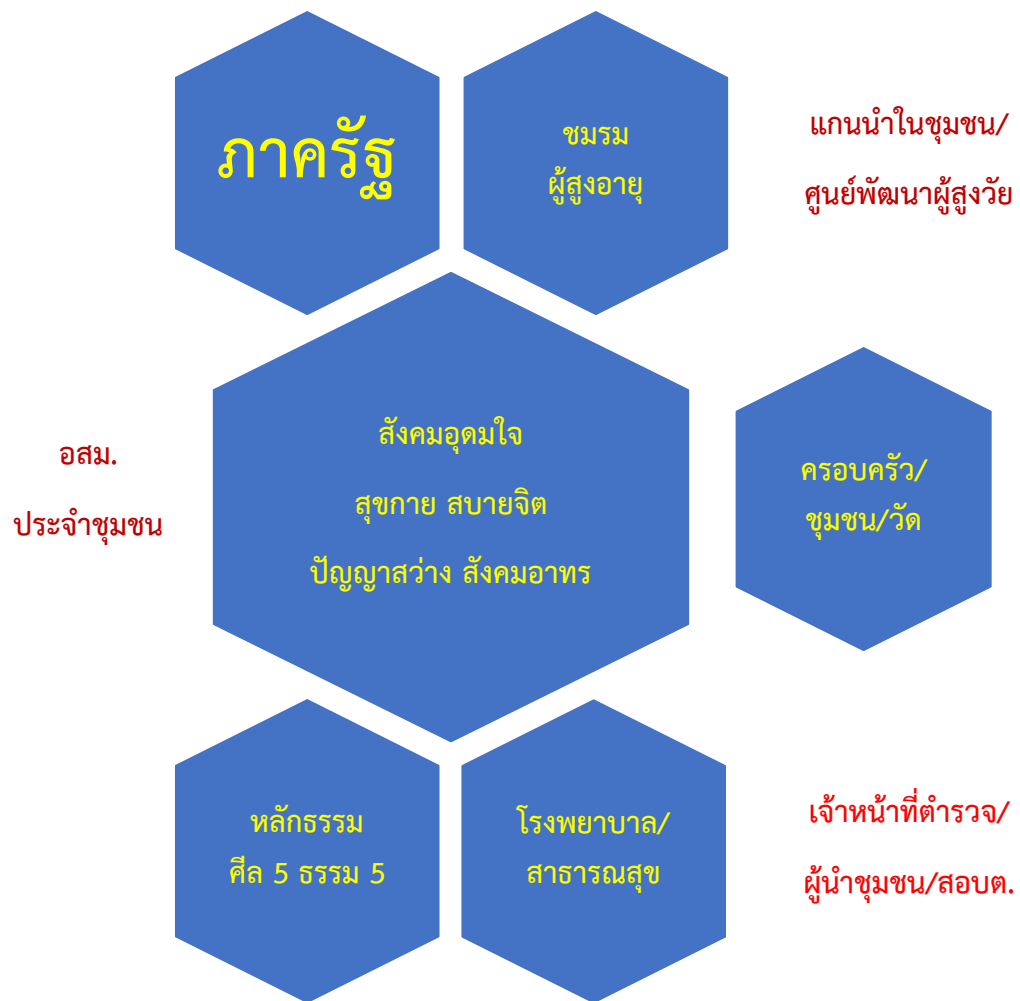 ภาครัฐ
ชมรม
ผู้สูงอายุ
แกนนำในชุมชน/
ศูนย์พัฒนาผู้สูงวัย
อสม.
ประจำชุมชน
สังคมอุดมใจ
สุขกาย สบายจิต
ปัญญาสว่าง สังคมอาทร
ครอบครัว/
ชุมชน/วัด
หลักธรรม
ศีล 5 ธรรม 5
โรงพยาบาล/
สาธารณสุข
เจ้าหน้าที่ตำรวจ/
ผู้นำชุมชน/สอบต.